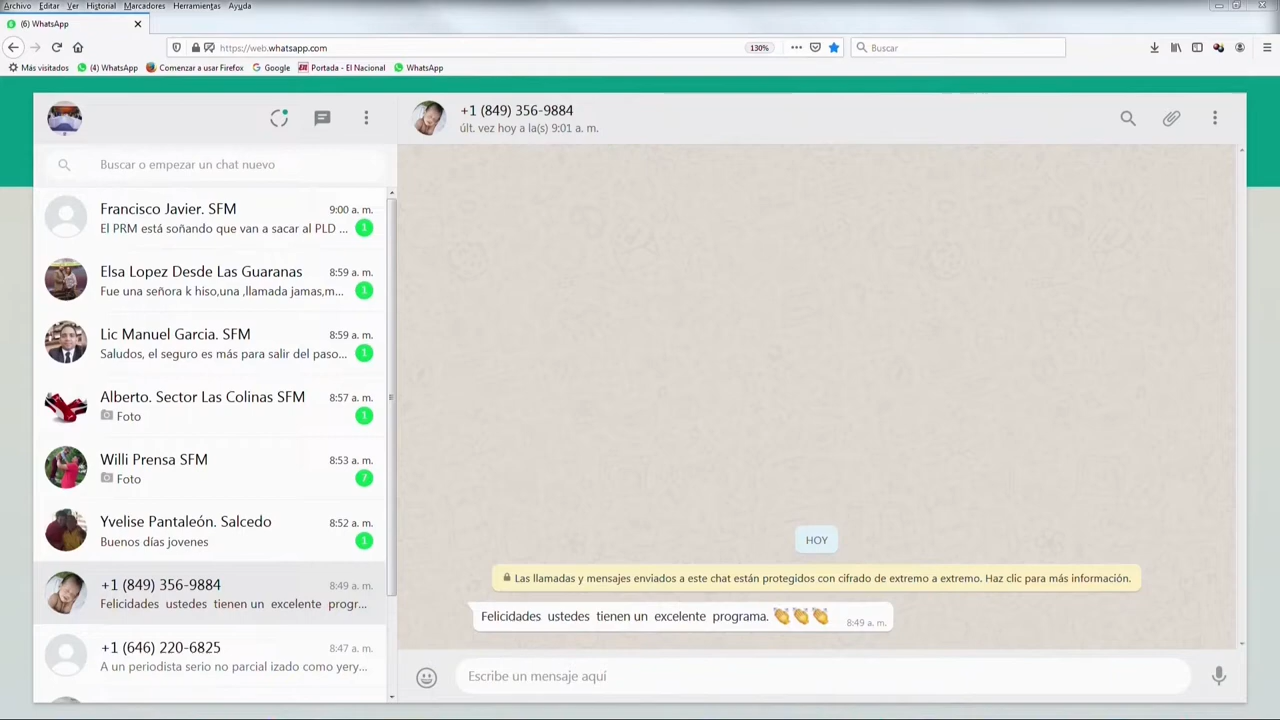 Archivo Editar Ver Historial Marcadores Herramientas Ayuda
(6) WhatsApp
https://web.whatsapp.com
130%
Buscar
Más visitados
(4) WhatsApp
Comenzar a usar Firefox
Google
Portada - El Nacional
WhatsApp
Buscar o empezar un chat nuevo
Francisco Javier. SFM 9:00 a. m.
El PRM está soñando que van a sacar al PLD ... 1
Elsa Lopez Desde Las Guaranas 8:59 a. m.
Fue una señora k hiso,una ,llamada jamas,m... 1
Lic Manuel Garcia. SFM 8:59 a. m.
Saludos, el seguro es más para salir del paso... 1
Alberto. Sector Las Colinas SFM 8:57 a. m.
Foto 1
Willi Prensa SFM 8:53 a. m.
Foto 7
Yvelise Pantaleón. Salcedo 8:52 a. m.
Buenos días jovenes 1
+1 (849) 356-9884 8:49 a. m.
Felicidades ustedes tienen un excelente progr...
+1 (646) 220-6825 8:47 a. m.
A un periodista serio no parcial izado como yery...
+1 (849) 356-9884
últ. vez hoy a la(s) 9:01 a. m.
HOY
Las llamadas y mensajes enviados a este chat están protegidos con cifrado de extremo a extremo. Haz clic para más información.
Felicidades ustedes tienen un excelente programa. 👏👏👏 8:49 a. m.
Escribe un mensaje aquí